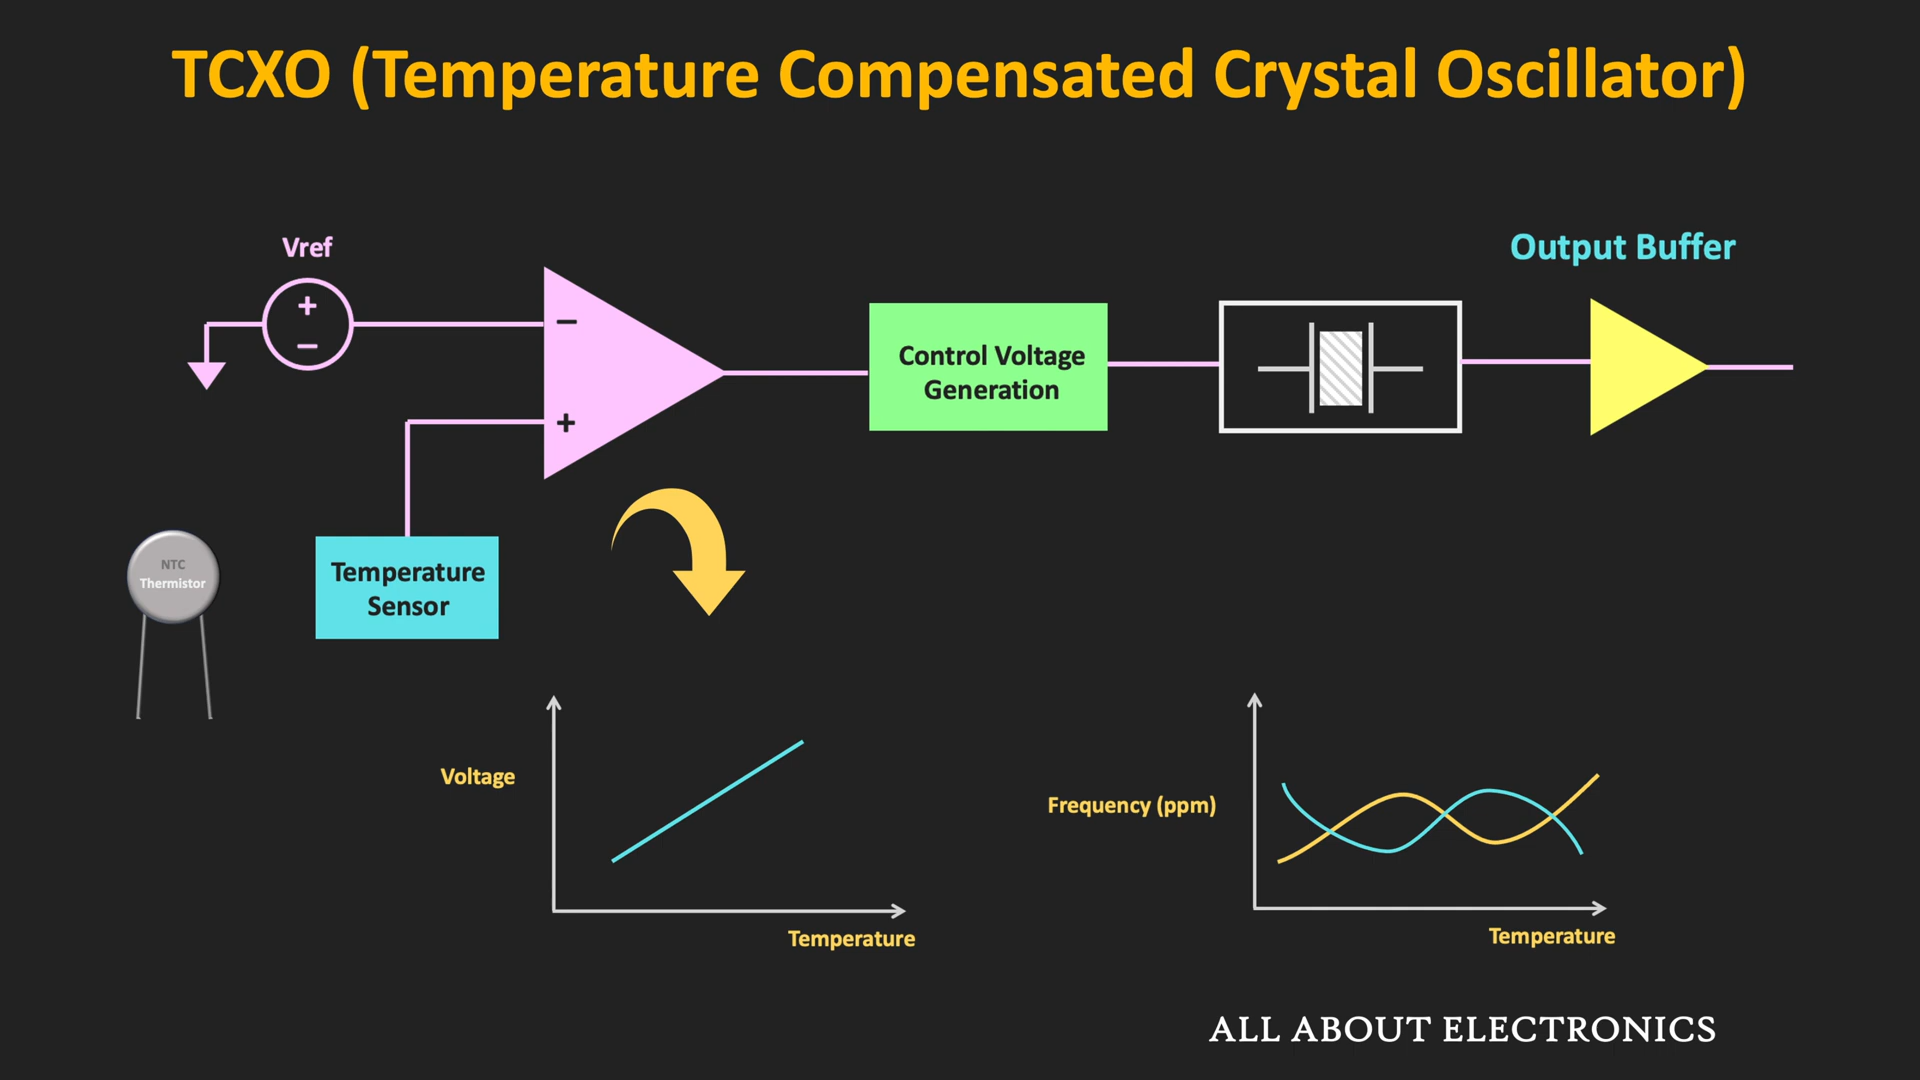 TCXO (Temperature Compensated Crystal Oscillator)
Vref
+
−
−
+
Control Voltage
Generation
Output Buffer
NTC
Thermistor
Temperature
Sensor
Voltage
Temperature
Frequency (ppm)
Temperature
ALL ABOUT ELECTRONICS